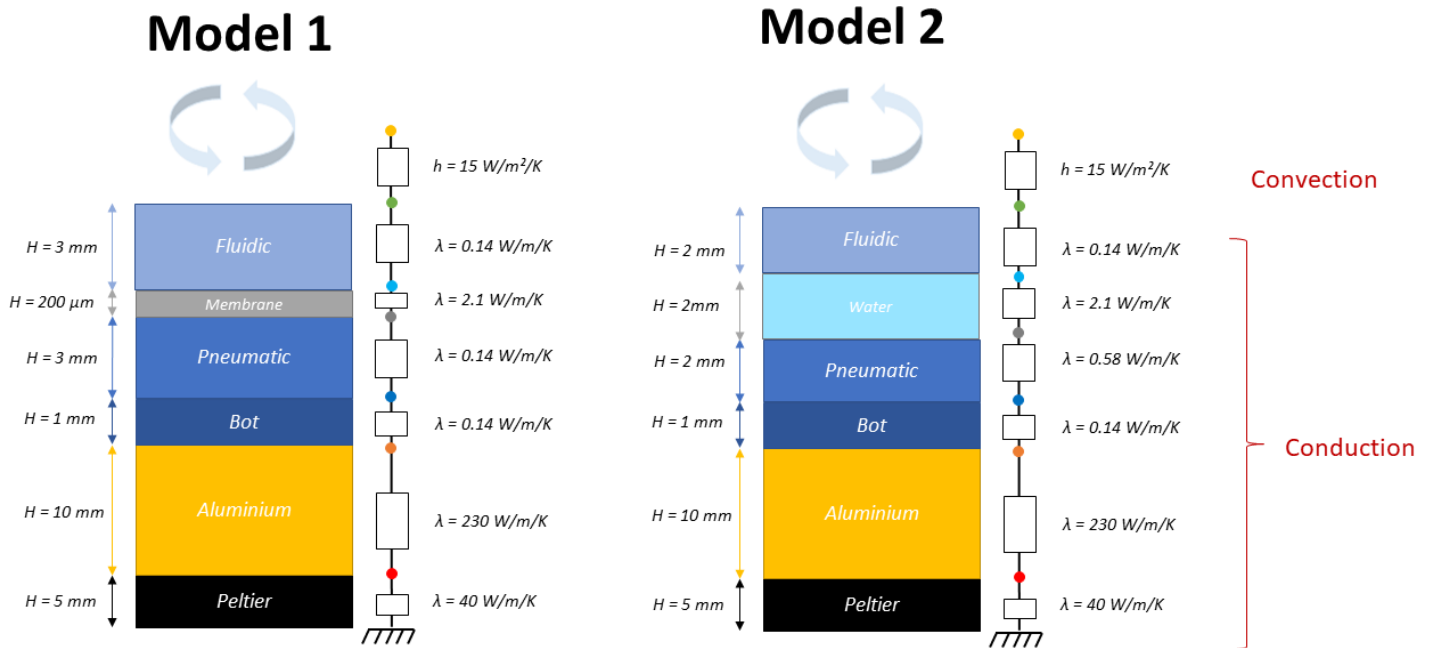 Model 1
H = 3 mm
Fluidic
H = 200 µm
Membrane
Pneumatic
H = 3 mm
Bot
H = 1 mm
Aluminium
H = 10 mm
Peltier
H = 5 mm
h = 15 W/m²/K
λ = 0.14 W/m/K
λ = 2.1 W/m/K
λ = 0.14 W/m/K
λ = 0.14 W/m/K
λ = 230 W/m/K
λ = 40 W/m/K
Model 2
H = 2 mm
Fluidic
H = 2mm
Water
H = 2 mm
Pneumatic
H = 1 mm
Bot
H = 10 mm
Aluminium
H = 5 mm
Peltier
h = 15 W/m²/K
λ = 0.14 W/m/K
λ = 2.1 W/m/K
λ = 0.58 W/m/K
λ = 0.14 W/m/K
λ = 230 W/m/K
λ = 40 W/m/K
Convection
Conduction